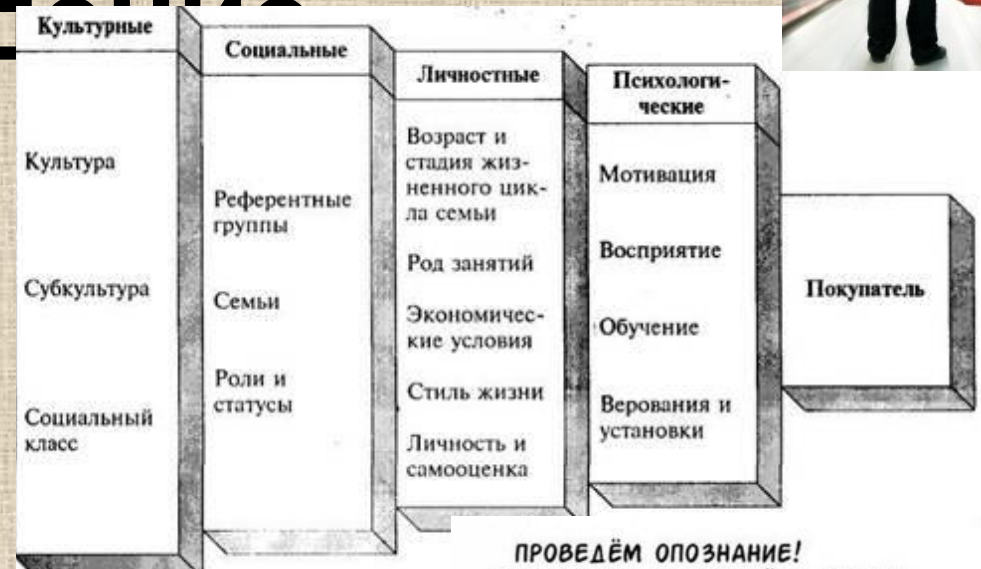 Культурные
Культура
Субкультура
Социальный
класс
Социальные
Референтные
группы
Семьи
Роли и
статусы
Личностные
Возраст и
стадия жиз-
ненного цик-
ла семьи
Род занятий
Экономичес-
кие условия
Стиль жизни
Личность и
самооценка
Психологи-
ческие
Мотивация
Восприятие
Обучение
Верования и
установки
Покупатель
ПРОВЕДЁМ ОПОЗНАНИЕ!